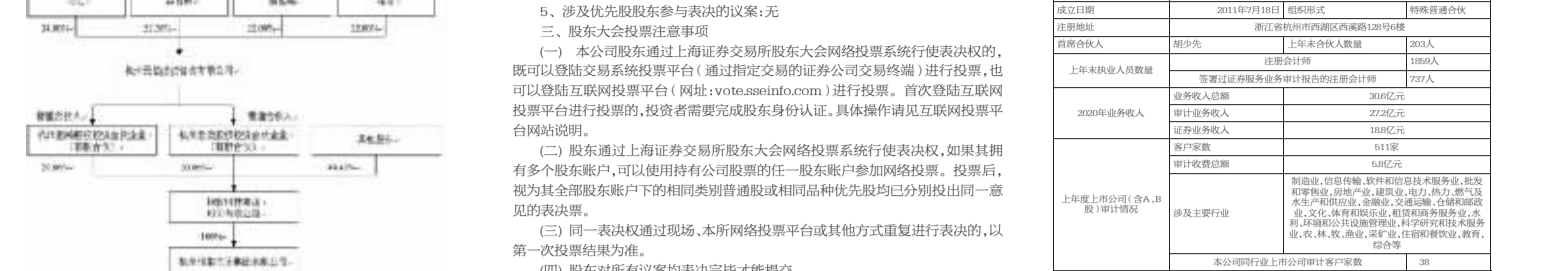 100%
5、涉及优先股股东参与表决的议案:无
三、股东大会投票注意事项
(一) 本公司股东通过上海证券交易所股东大会网络投票系统行使表决权的,
既可以登陆交易系统投票平台(通过指定交易的证券公司交易终端)进行投票,也
可以登陆互联网投票平台(网址:vote.sseinfo.com)进行投票。首次登陆互联网
投票平台进行投票的,投资者需要完成股东身份认证。具体操作请见互联网投票平
台网站说明。
(二) 股东通过上海证券交易所股东大会网络投票系统行使表决权,如果其拥
有多个股东账户,可以使用持有公司股票的任一股东账户参加网络投票。投票后,
视为其全部股东账户下的相同类别普通股或相同品种优先股均已分别投出同一意
见的表决票。
(三) 同一表决权通过现场、本所网络投票平台或其他方式重复进行表决的,以
第一次投票结果为准。
(四) 股东对所有议案均表决完毕才能提交。
成立日期 2011年7月18日 组织形式 特殊普通合伙
注册地址 浙江省杭州市西湖区西溪路128号6楼
首席合伙人 胡少先 上年末合伙人数量 203人
上年末执业人员数量 注册会计师 1859人
签署过证券服务业务审计报告的注册会计师 737人
2020年业务收入 业务收入总额 30.6亿元
审计业务收入 27.2亿元
证券业务收入 18.8亿元
上年度上市公司(含A、B
股)审计情况
客户家数 511家
审计收费总额 5.8亿元
涉及主要行业
制造业,信息传输、软件和信息技术服务业,批发
和零售业,房地产业,建筑业,电力、热力、燃气及
水生产和供应业,金融业,交通运输、仓储和邮政
业,文化、体育和娱乐业,租赁和商务服务业,水
利、环境和公共设施管理业,科学研究和技术服务
业,农、林、牧、渔业,采矿业,住宿和餐饮业,教育,
综合等
本公司同行业上市公司审计客户家数 38